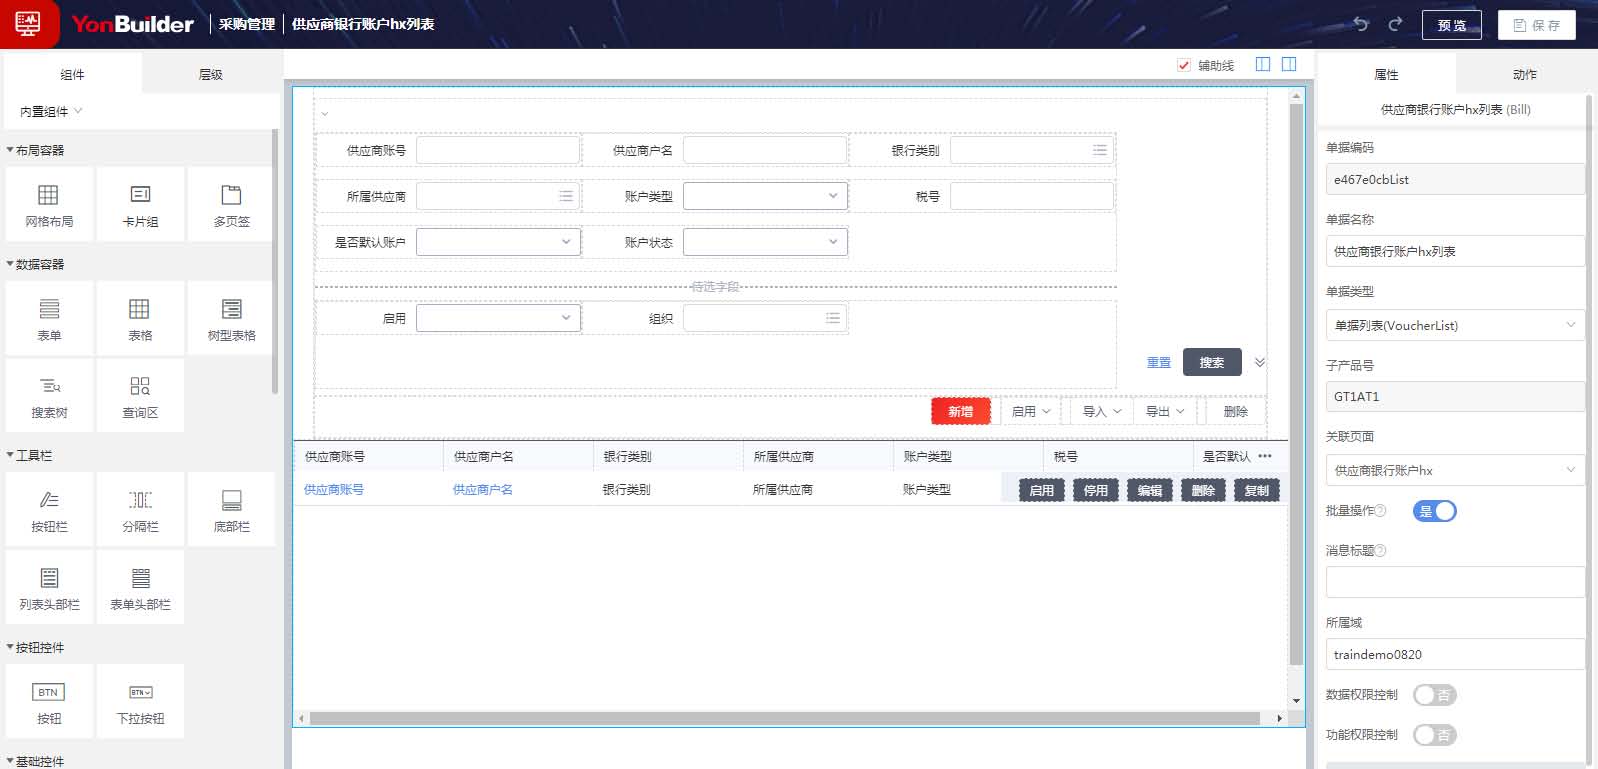 YonBuilder 采购管理 供应商银行账户hx列表 预览 保存
组件 层级
内置组件
布局容器
网格布局 卡片组 多页签
数据容器
表单 表格 树型表格
搜索树 查询区
工具栏
按钮栏 分隔栏 底部栏
列表头部栏 表单头部栏
按钮控件
BTN BTN
按钮 下拉按钮
基础控件
辅助线
供应商账号 供应商户名 银行类别
所属供应商 账户类型 税号
是否默认账户 账户状态
待选字段
启用 组织
重置 搜索
新增 启用 导入 导出 删除
供应商账号 供应商户名 银行类别 所属供应商 账户类型 税号 是否默认 •••
供应商账号 供应商户名 银行类别 所属供应商 账户类型 启用 停用 编辑 删除 复制
属性 动作
供应商银行账户hx列表 (Bill)
单据编码
e467e0cbList
单据名称
供应商银行账户hx列表
单据类型
单据列表(VoucherList)
子产品号
GT1AT1
关联页面
供应商银行账户hx
批量操作? 是
消息标题?
所属域
traindemo0820
数据权限控制 否
功能权限控制 否